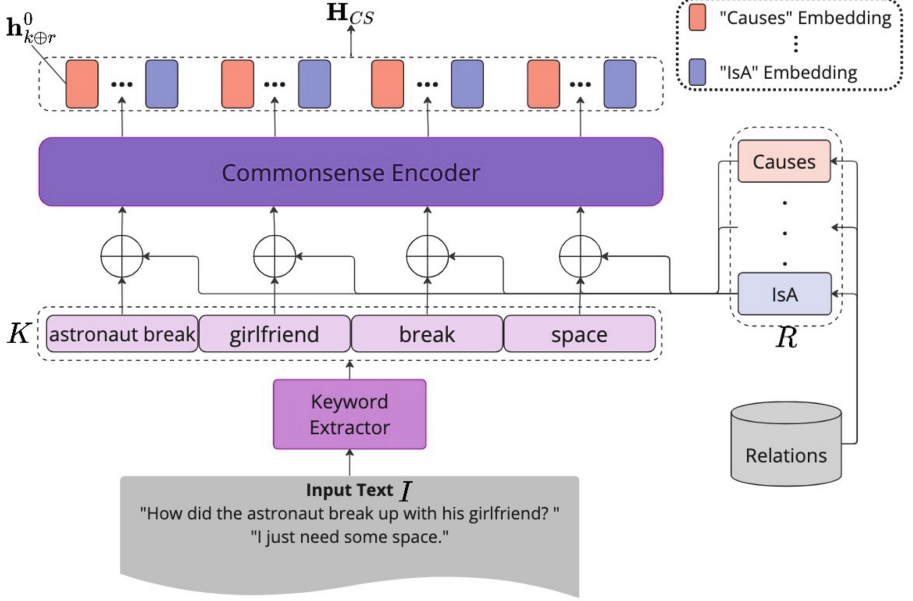 h⁰ₖ⊕ᵣ
H_CS
"Causes" Embedding
⋮
"IsA" Embedding
... ... ... ...
Commonsense Encoder
Causes
.
.
.
IsA
R
K
astronaut break girlfriend break space
Keyword
Extractor
Relations
Input Text I
"How did the astronaut break up with his girlfriend? "
"I just need some space."